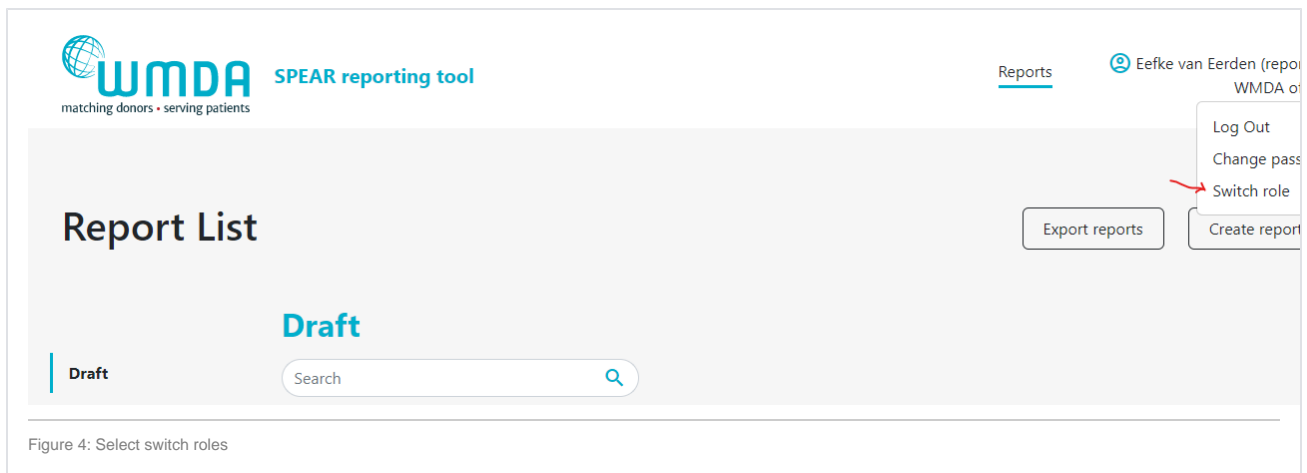 WMDA
matching donors • serving patients
SPEAR reporting tool
Reports
Eefke van Eerden (repor
WMDA of
Log Out
Change pass
Switch role
Report List
Export reports
Create report
Draft
Draft
Search
Figure 4: Select switch roles